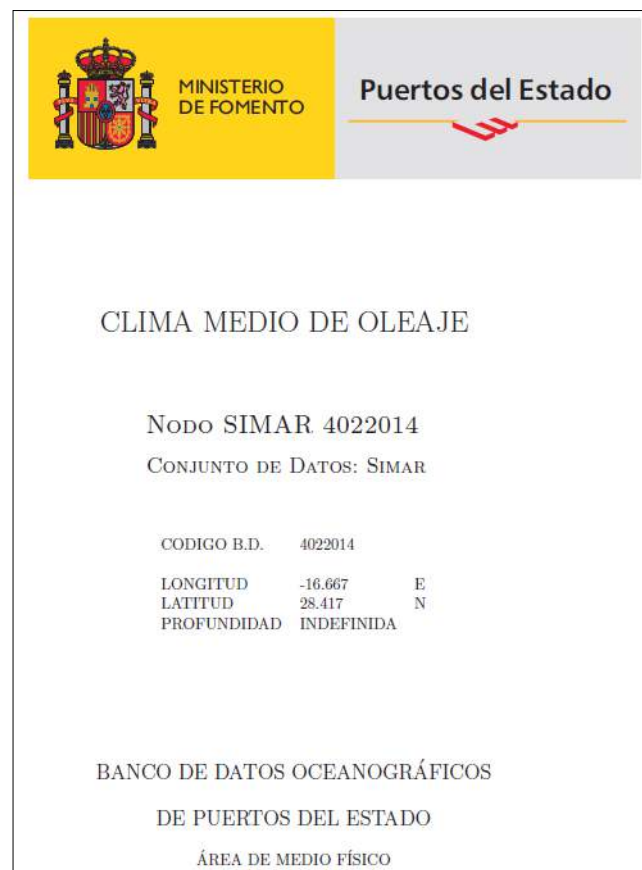 MINISTERIO
DE FOMENTO
Puertos del Estado
CLIMA MEDIO DE OLEAJE
NODO SIMAR 4022014
CONJUNTO DE DATOS: SIMAR
CODIGO B.D. 4022014
LONGITUD -16.667 E
LATITUD 28.417 N
PROFUNDIDAD INDEFINIDA
BANCO DE DATOS OCEANOGRÁFICOS
DE PUERTOS DEL ESTADO
ÁREA DE MEDIO FÍSICO